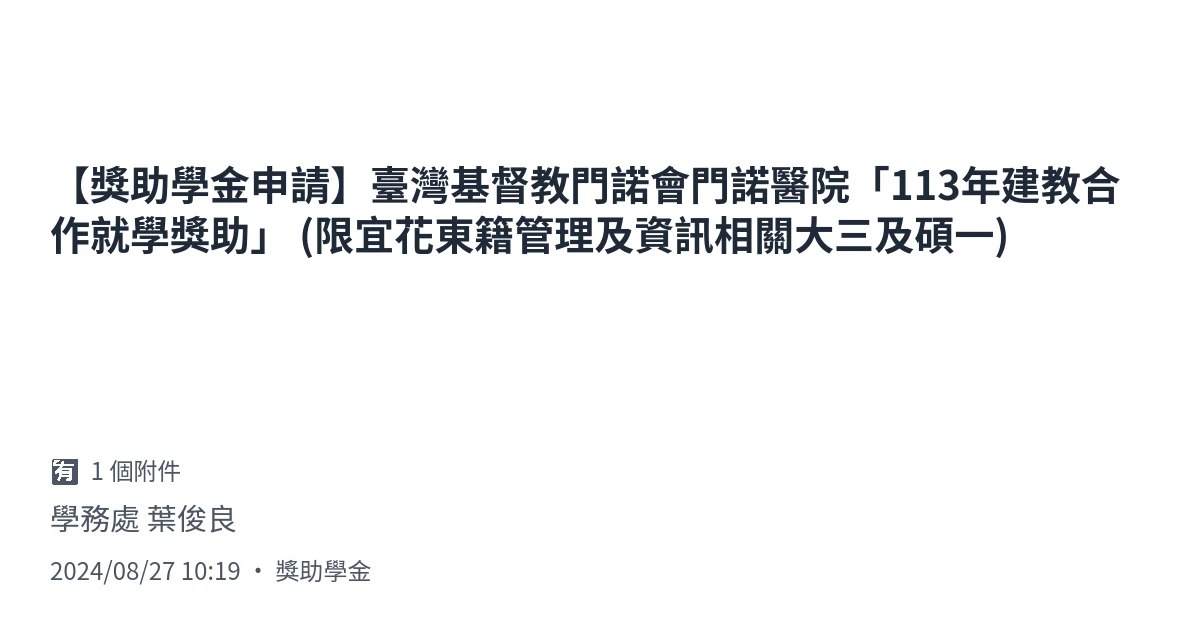 【獎助學金申請】臺灣基督教門諾會門諾醫院「113年建教合
作就學獎助」 (限宜花東籍管理及資訊相關大三及碩一)
🈶 1 個附件
學務處 葉俊良
2024/08/27 10:19 ・ 獎助學金